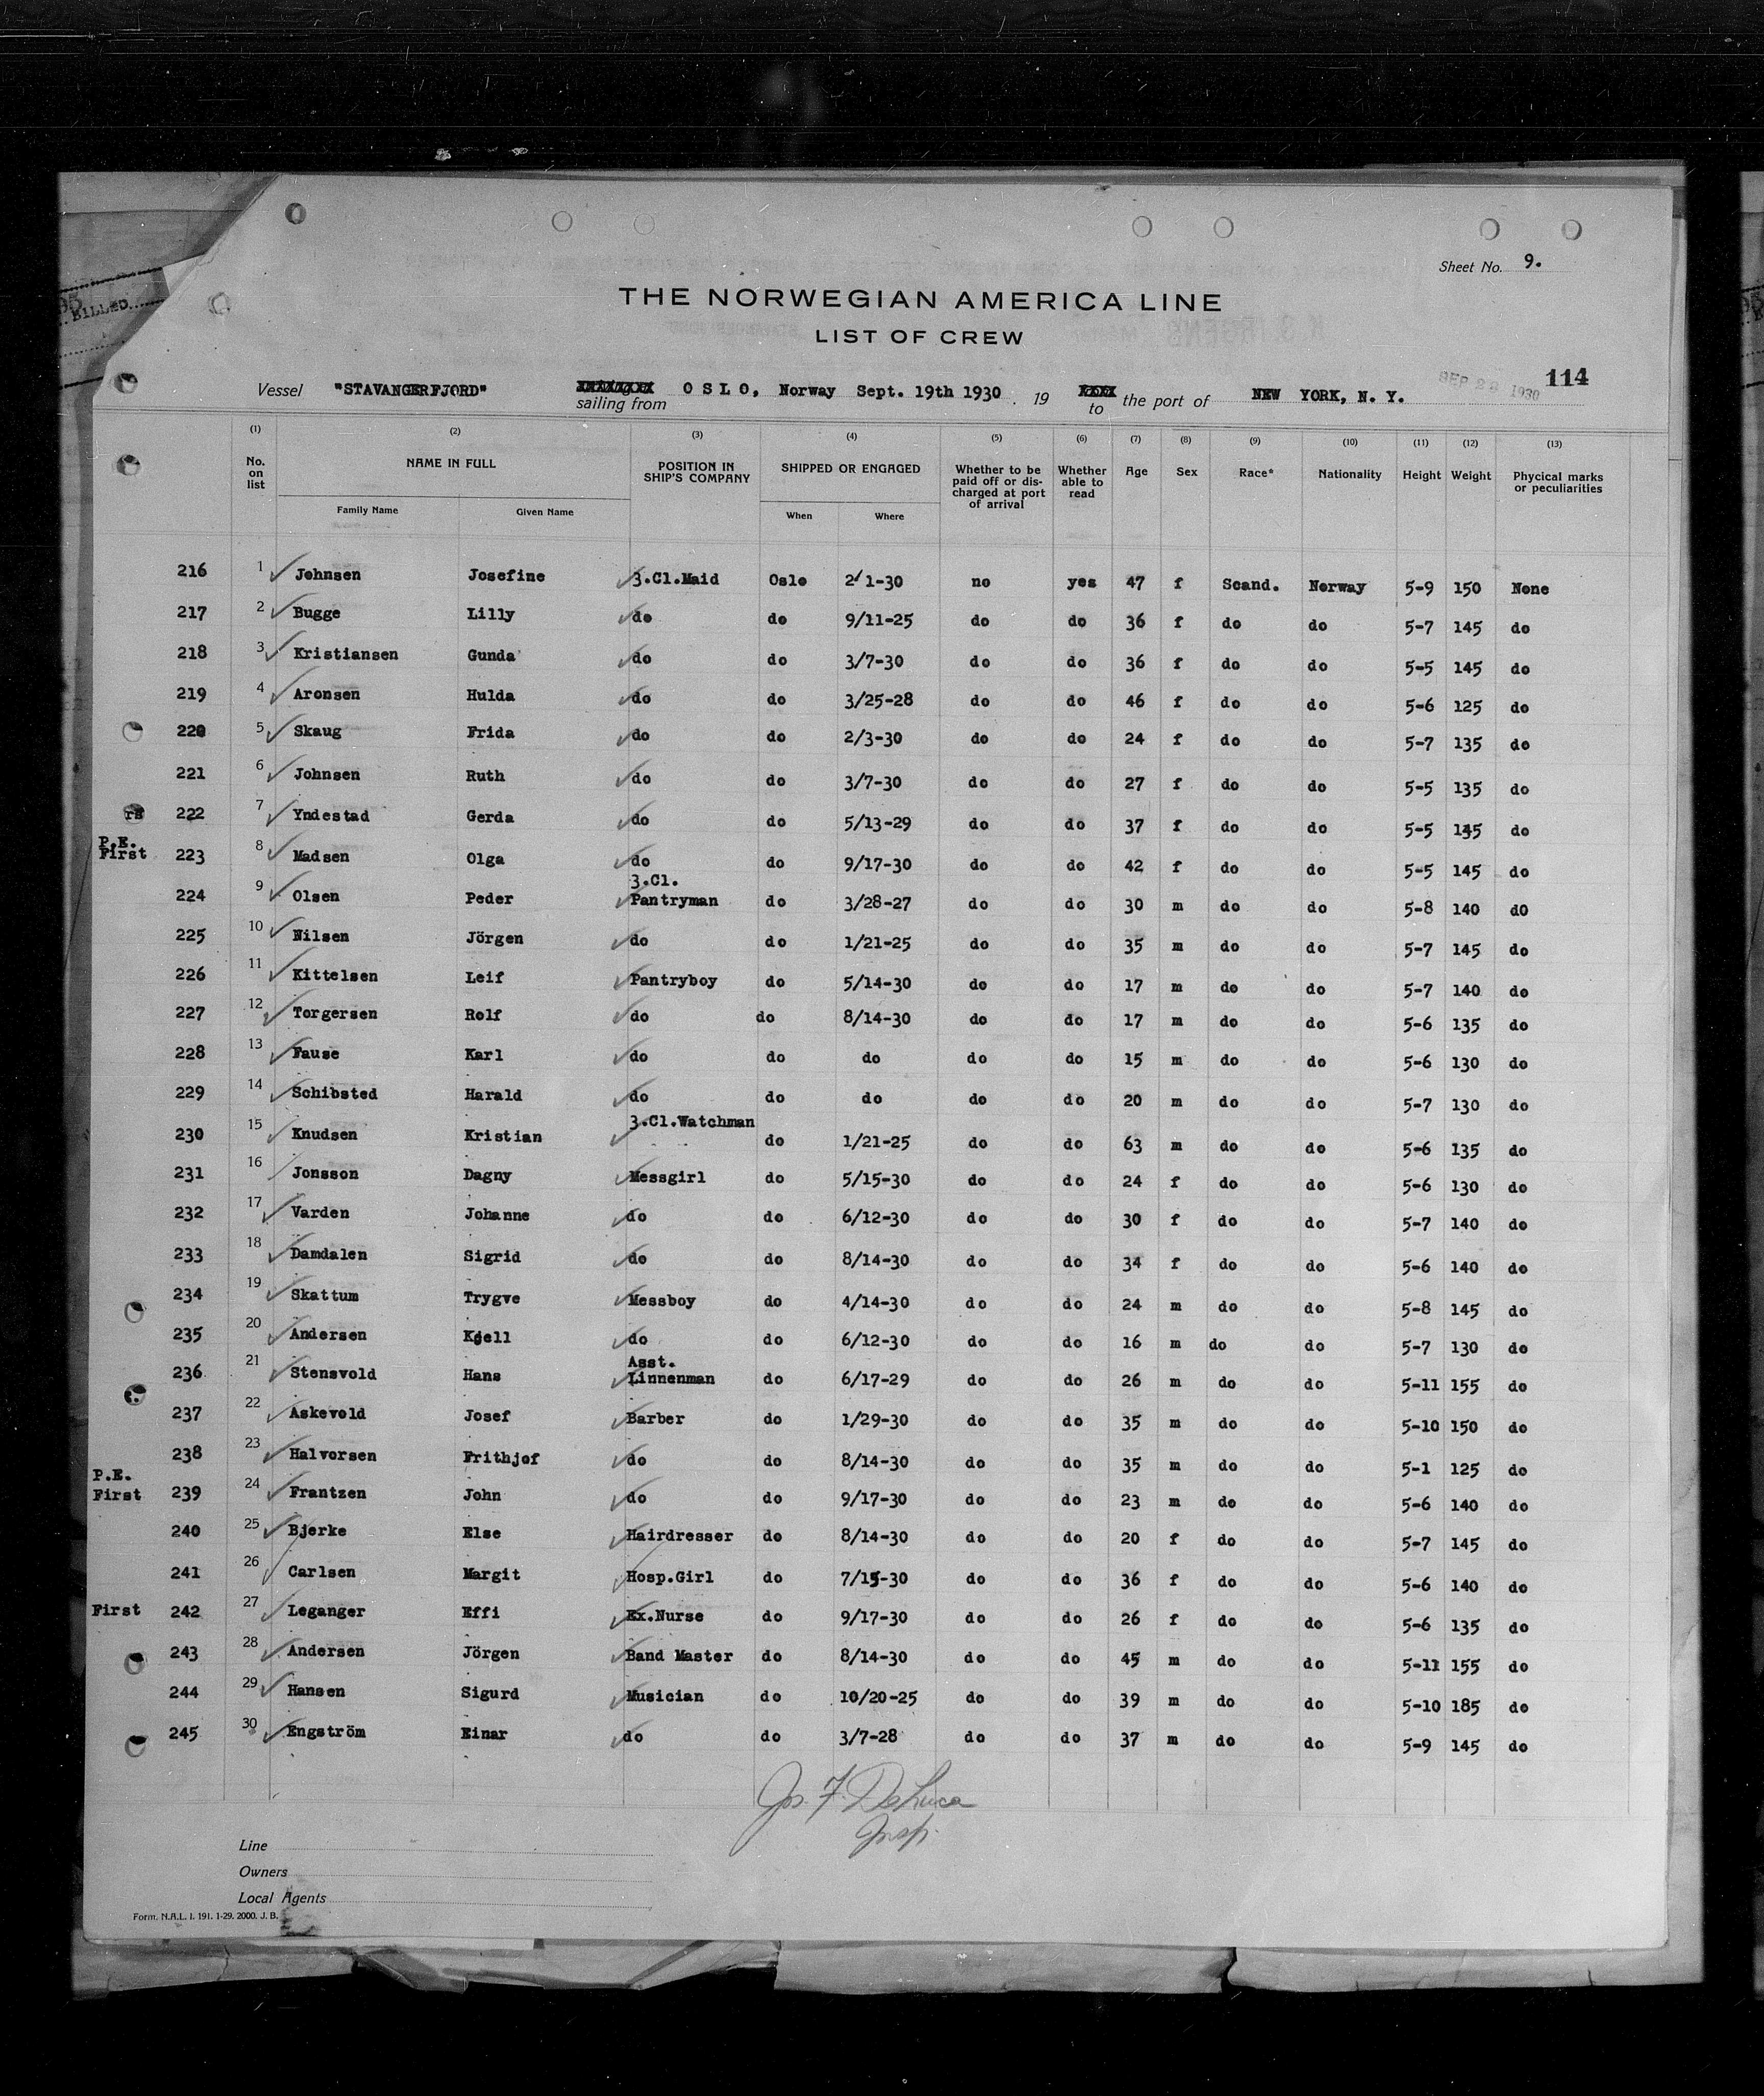 Sheet No. 9.
THE NORWEGIAN AMERICA LINE
LIST OF CREW
Vessel "STAVANGERFJORD" sailing from O S L O, Norway Sept. 19th 1930 . 19 to the port of NEW YORK, N. Y. 114
SEP 1930
(1) (2) (3) (4) (5) (6) (7) (8) (9) (10) (11) (12) (13)
No. on list NAME IN FULL POSITION IN SHIP'S COMPANY SHIPPED OR ENGAGED Whether to be paid off or discharged at port of arrival Whether able to read Age Sex Race* Nationality Height Weight Phycical marks or peculiarities
Family Name Given Name When Where
216 1 Johnsen Josefine 3.Cl.Maid Oslo 2/1-30 no yes 47 f Scand. Norway 5-9 150 None
217 2 Bugge Lilly do do 9/11-25 do do 36 f do do 5-7 145 do
218 3 Kristiansen Gunda do do 3/7-30 do do 36 f do do 5-5 145 do
219 4 Aronsen Hulda do do 3/25-28 do do 46 f do do 5-6 125 do
220 5 Skaug Frida do do 2/3-30 do do 24 f do do 5-7 135 do
221 6 Johnsen Ruth do do 3/7-30 do do 27 f do do 5-5 135 do
rs 222 7 Yndestad Gerda do do 5/13-29 do do 37 f do do 5-5 do
P.E. First 223 8 Madsen Olga do do 9/17-30 do do 42 f do do 5-5 145 do
224 9 Olsen Peder 3.Cl. Pantryman do 3/28-27 do do 30 m do do 5-8 140 dO
225 10 Nilsen Jörgen do do 1/21-25 do do 35 m do do 5-7 145 do
226 11 Kittelsen Leif Pantryboy do 5/14-30 do do 17 m do do 5-7 140 do
227 12 Torgersen Rolf do do 8/14-30 do do 17 m do do 5-6 135 do
228 13 Fause Karl do do do do do 15 m do do 5-6 130 do
229 14 Schibsted Harald do do do do do 20 m do do 5-7 130 do
230 15 Knudsen Kristian 3.Cl.Watchman do 1/21-25 do do 63 m do do 5-6 135 do
231 16 Jonsson Dagny Messgirl do 5/15-30 do do 24 f do do 5-6 130 do
232 17 Varden Johanne do do 6/12-30 do do 30 f do do 5-7 140 do
233 18 Damdalen Sigrid do do 8/14-30 do do 34 f do do 5-6 140 do
234 19 Skattum Trygve Messboy do 4/14-30 do do 24 m do do 5-8 145 do
235 20 Andersen Kjell do do 6/12-30 do do 16 m do do 5-7 130 do
236 21 Stensvold Hans Asst. Linnenman do 6/17-29 do do 26 m do do 5-11 155 do
237 22 Askevold Josef Barber do 1/29-30 do do 35 m do do 5-10 150 do
238 23 Halvorsen Frithjof do do 8/14-30 do do 35 m do do 5-1 125 do
P.E. First 239 24 Frantzen John do do 9/17-30 do do 23 m do do 5-6 140 do
240 25 Bjerke Else Hairdresser do 8/14-30 do do 20 f do do 5-7 145 do
241 26 Carlsen Margit Hosp.Girl do 7/15-30 do do 36 f do do 5-6 140 do
First 242 27 Leganger Effi Ex.Nurse do 9/17-30 do do 26 f do do 5-6 135 do
243 28 Andersen Jörgen Band Master do 8/14-30 do do 45 m do do 5-11 155 do
244 29 Hansen Sigurd Musician do 10/20-25 do do 39 m do do 5-10 185 do
245 30 Engström Einar do do 3/7-28 do do 37 m do do 5-9 145 do
Jos. F. DeLuca
Insp.
Line
Owners
Local Agents
Form. N.A.L. I. 191. 1-29. 2000. J. B.